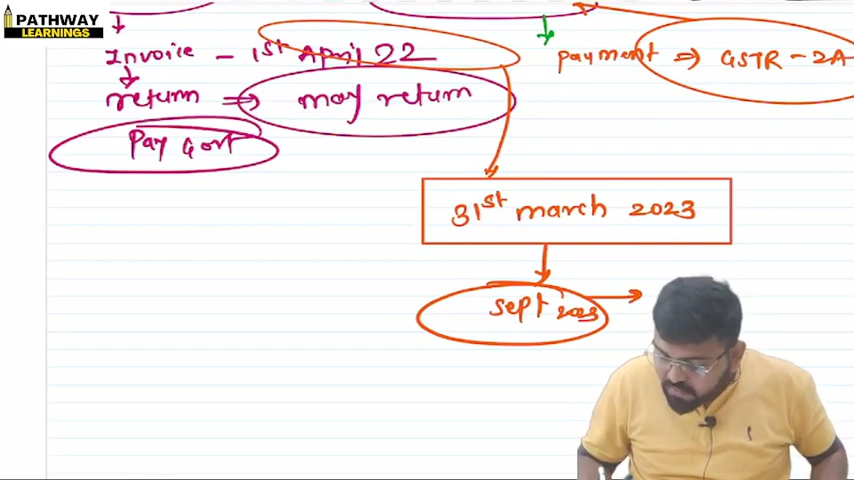 PATHWAY
LEARNINGS
Invoice - 1st April 22
payment ⇒ GSTR-2A
return ⇒ may return
Pay Govt
31st march 2023
Sept 2023